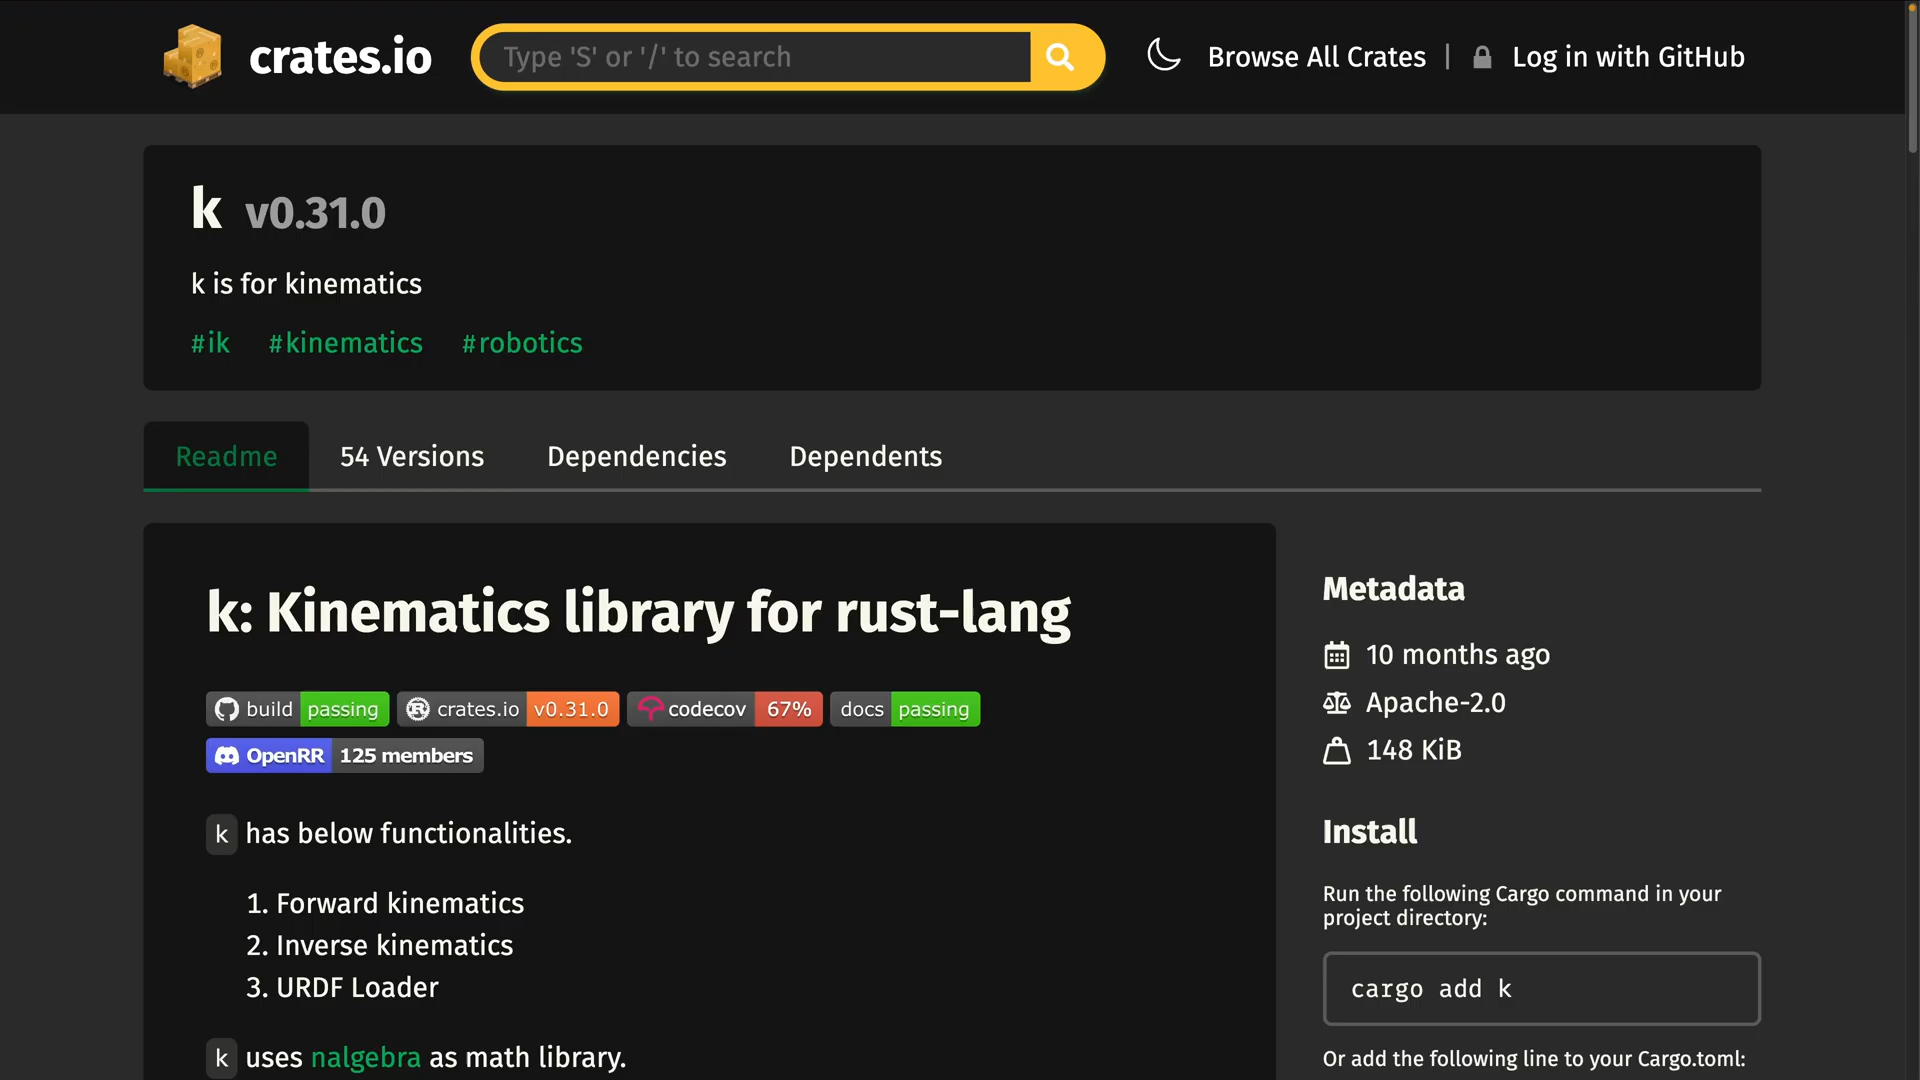 crates.io
Type 'S' or '/' to search
Browse All Crates | Log in with GitHub
k v0.31.0
k is for kinematics
#ik #kinematics #robotics
Readme 54 Versions Dependencies Dependents
k: Kinematics library for rust-lang
build passing crates.io v0.31.0 codecov 67% docs passing
OpenRR 125 members
k has below functionalities.
1. Forward kinematics
2. Inverse kinematics
3. URDF Loader
k uses nalgebra as math library.
Metadata
10 months ago
Apache-2.0
148 KiB
Install
Run the following Cargo command in your
project directory:
cargo add k
Or add the following line to your Cargo.toml: